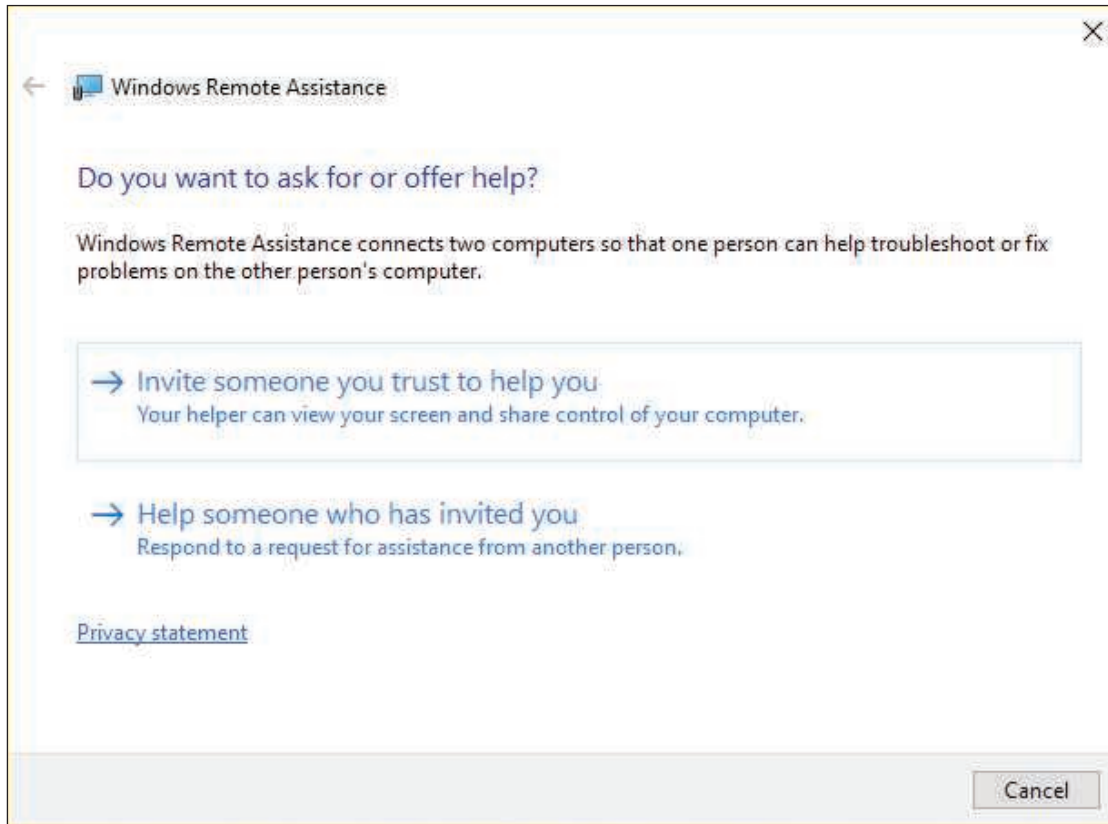 Windows Remote Assistance
Do you want to ask for or offer help?
Windows Remote Assistance connects two computers so that one person can help troubleshoot or fix
problems on the other person's computer.
Invite someone you trust to help you
Your helper can view your screen and share control of your computer.
Help someone who has invited you
Respond to a request for assistance from another person.
Privacy statement
Cancel